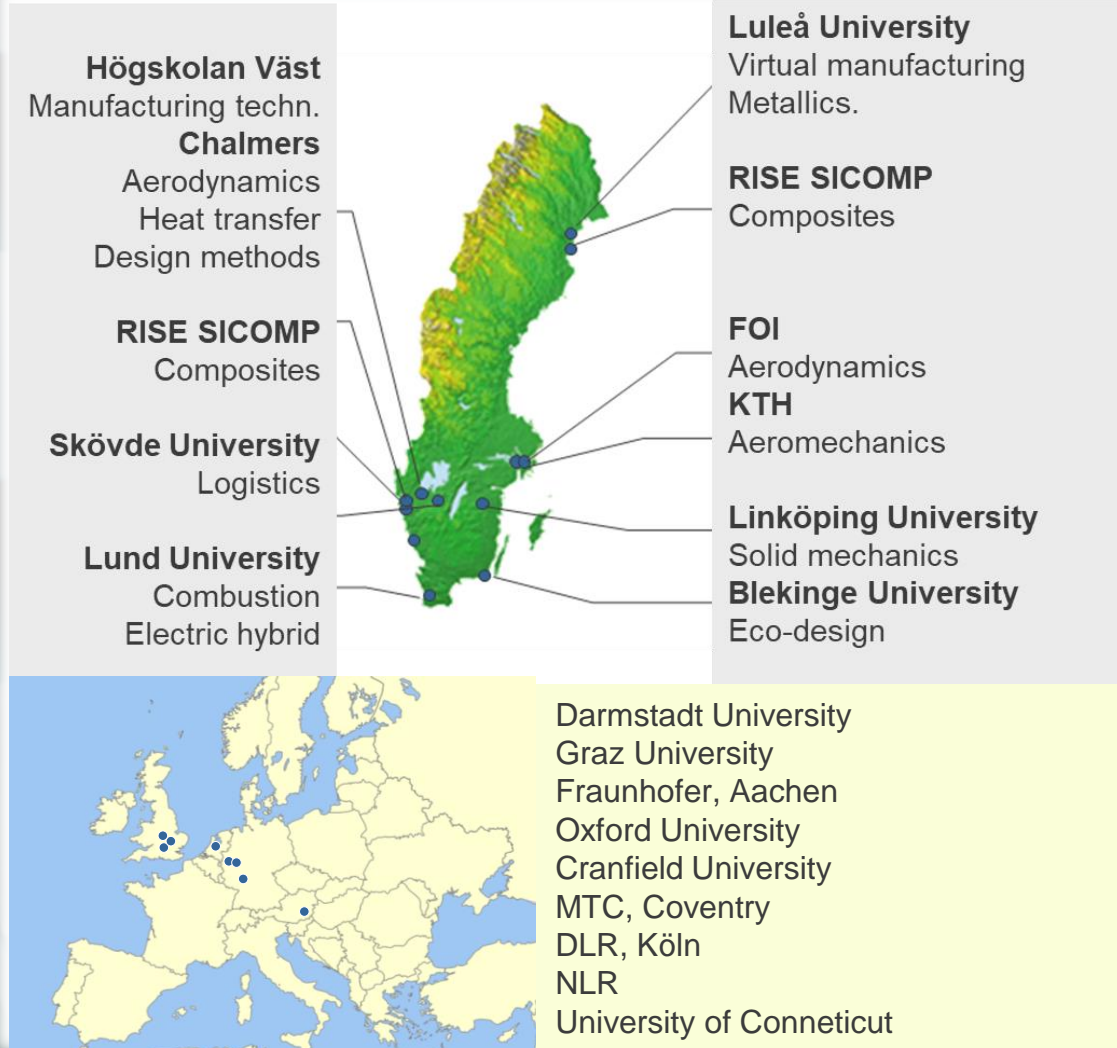 Högskolan Väst
Manufacturing techn.
Chalmers
Aerodynamics
Heat transfer
Design methods
RISE SICOMP
Composites
Skövde University
Logistics
Lund University
Combustion
Electric hybrid
Luleå University
Virtual manufacturing
Metallics.
RISE SICOMP
Composites
FOI
Aerodynamics
KTH
Aeromechanics
Linköping University
Solid mechanics
Blekinge University
Eco-design
Darmstadt University
Graz University
Fraunhofer, Aachen
Oxford University
Cranfield University
MTC, Coventry
DLR, Köln
NLR
University of Conneticut